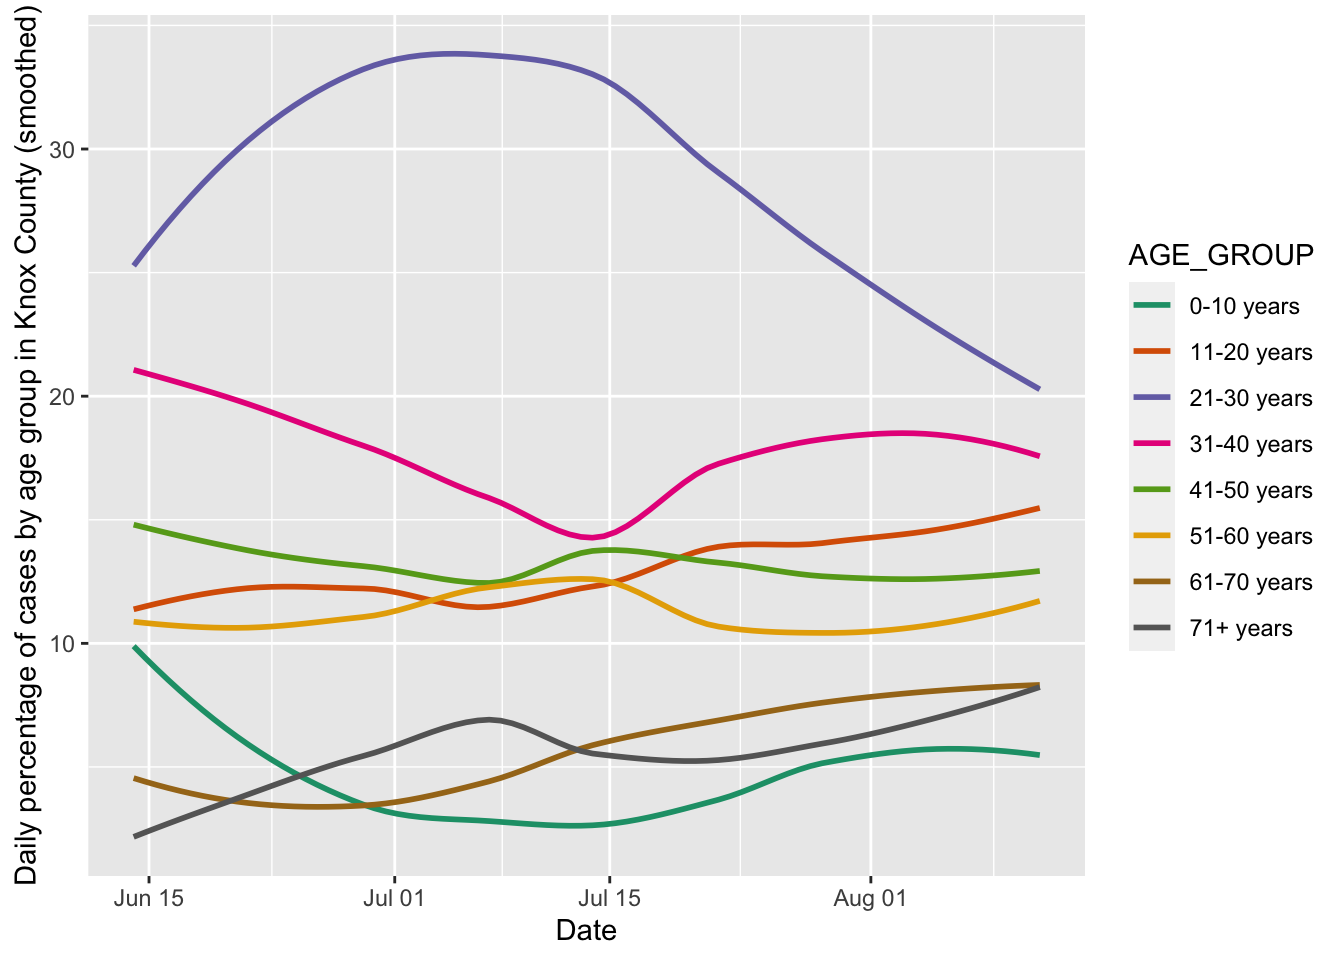 Daily percentage of cases by age group in Knox County (smoothed)
30
20
10
Jun 15
Jul 01
Jul 15
Aug 01
Date
AGE_GROUP
0-10 years
11-20 years
21-30 years
31-40 years
41-50 years
51-60 years
61-70 years
71+ years